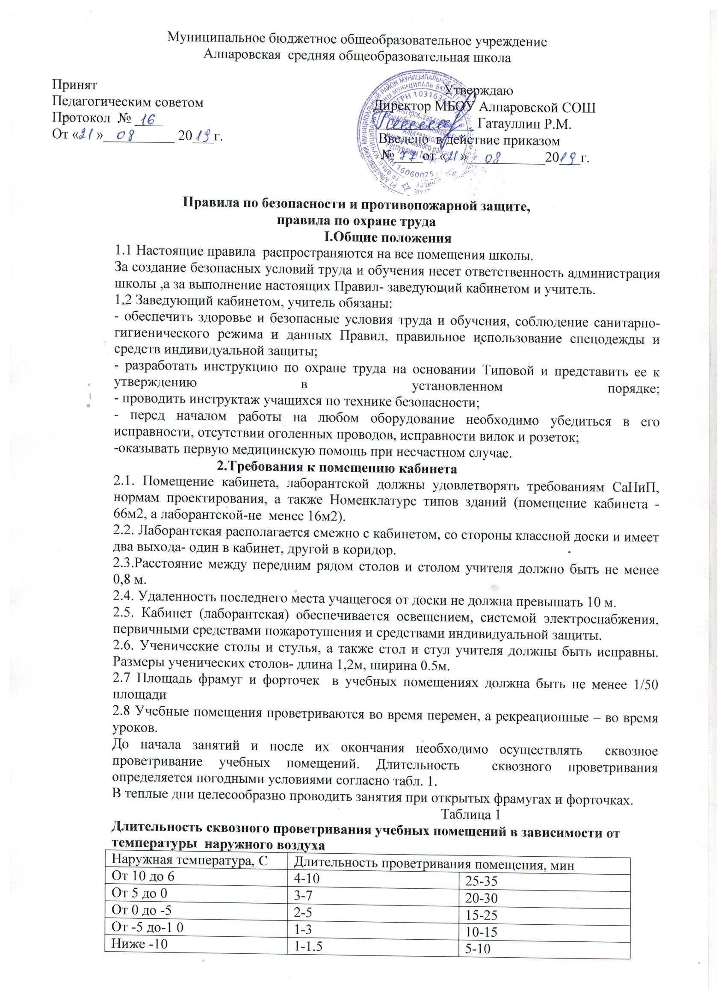 Муниципальное бюджетное общеобразовательное учреждение
Алпаровская  средняя общеобразовательная школа
Принят
Педагогическим советом
Протокол  № 16
От «21»__08__ 2019г.
Утверждаю
Директор МБОУ Алпаровской СОШ
Гатауллин Р.М.
Введено  в действие приказом
№ 77 от «21»__08__2019г.
Правила по безопасности и противопожарной защите,
правила по охране труда
I.Общие положения
1.1 Настоящие правила  распространяются на все помещения школы.
За создание безопасных условий труда и обучения несет ответственность администрация
школы ,а за выполнение настоящих Правил- заведующий кабинетом и учитель.
1.2 Заведующий кабинетом, учитель обязаны:
- обеспечить здоровье и безопасные условия труда и обучения, соблюдение санитарно-
гигиенического режима и данных Правил, правильное использование спецодежды и
средств индивидуальной защиты;
- разработать инструкцию по охране труда на основании Типовой и представить ее к
утверждению в установленном порядке;
- проводить инструктаж учащихся по технике безопасности;
- перед началом работы на любом оборудование необходимо убедиться в его
исправности, отсутствии оголенных проводов, исправности вилок и розеток;
-оказывать первую медицинскую помощь при несчастном случае.
2.Требования к помещению кабинета
2.1. Помещение кабинета, лаборантской должны удовлетворять требованиям СаНиП,
нормам проектирования, а также Номенклатуре типов зданий (помещение кабинета -
66м2, а лаборантской-не  менее 16м2).
2.2. Лаборантская располагается смежно с кабинетом, со стороны классной доски и имеет
два выхода- один в кабинет, другой в коридор.
2.3.Расстояние между передним рядом столов и столом учителя должно быть не менее
0,8 м.
2.4. Удаленность последнего места учащегося от доски не должна превышать 10 м.
2.5. Кабинет (лаборантская) обеспечивается освещением, системой электроснабжения,
первичными средствами пожаротушения и средствами индивидуальной защиты.
2.6. Ученические столы и стулья, а также стол и стул учителя должны быть исправны.
Размеры ученических столов- длина 1,2м, ширина 0.5м.
2.7 Площадь фрамуг и форточек  в учебных помещениях должна быть не менее 1/50
площади
2.8 Учебные помещения проветриваются во время перемен, а рекреационные – во время
уроков.
До начала занятий и после их окончания необходимо осуществлять  сквозное
проветривание учебных помещений. Длительность  сквозного проветривания
определяется погодными условиями согласно табл. 1.
В теплые дни целесообразно проводить занятия при открытых фрамугах и форточках.
Таблица 1
Длительность сквозного проветривания учебных помещений в зависимости от
температуры  наружного воздуха
Наружная температура, С Длительность проветривания помещения, мин
От 10 до 6 4-10 25-35
От 5 до 0 3-7 20-30
От 0 до -5 2-5 15-25
От -5 до-1 0 1-3 10-15
Ниже -10 1-1.5 5-10